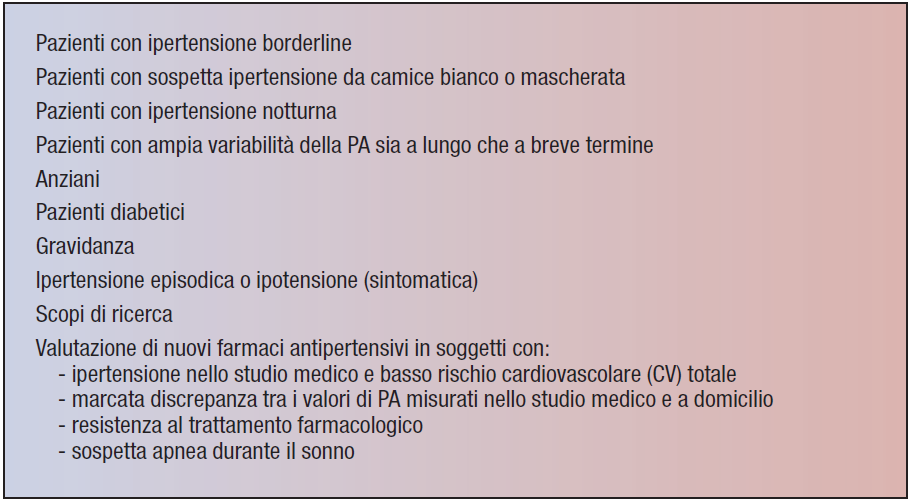 Pazienti con ipertensione borderline
Pazienti con sospetta ipertensione da camice bianco o mascherata
Pazienti con ipertensione notturna
Pazienti con ampia variabilità della PA sia a lungo che a breve termine
Anziani
Pazienti diabetici
Gravidanza
Ipertensione episodica o ipotensione (sintomatica)
Scopi di ricerca
Valutazione di nuovi farmaci antipertensivi in soggetti con:
- ipertensione nello studio medico e basso rischio cardiovascolare (CV) totale
- marcata discrepanza tra i valori di PA misurati nello studio medico e a domicilio
- resistenza al trattamento farmacologico
- sospetta apnea durante il sonno